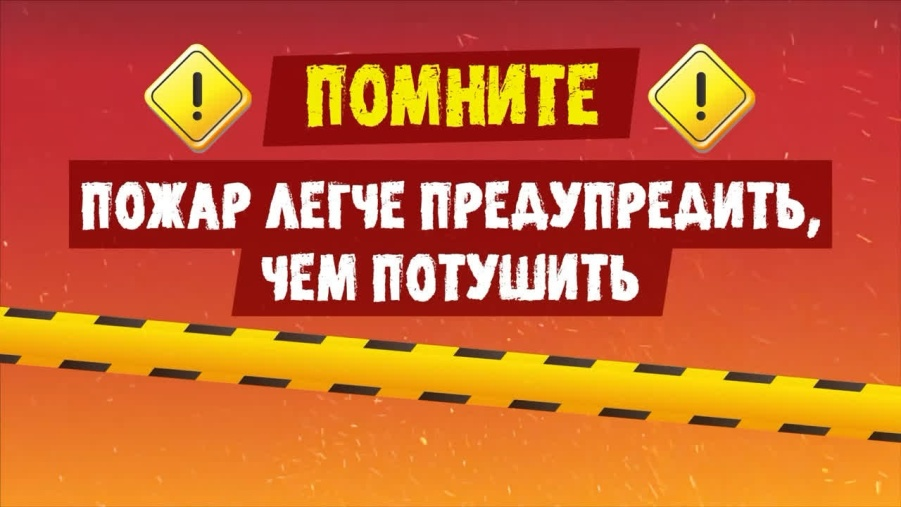 ПОМНИТЕ
ПОЖАР ЛЕГЧЕ ПРЕДУПРЕДИТЬ,
ЧЕМ ПОТУШИТЬ